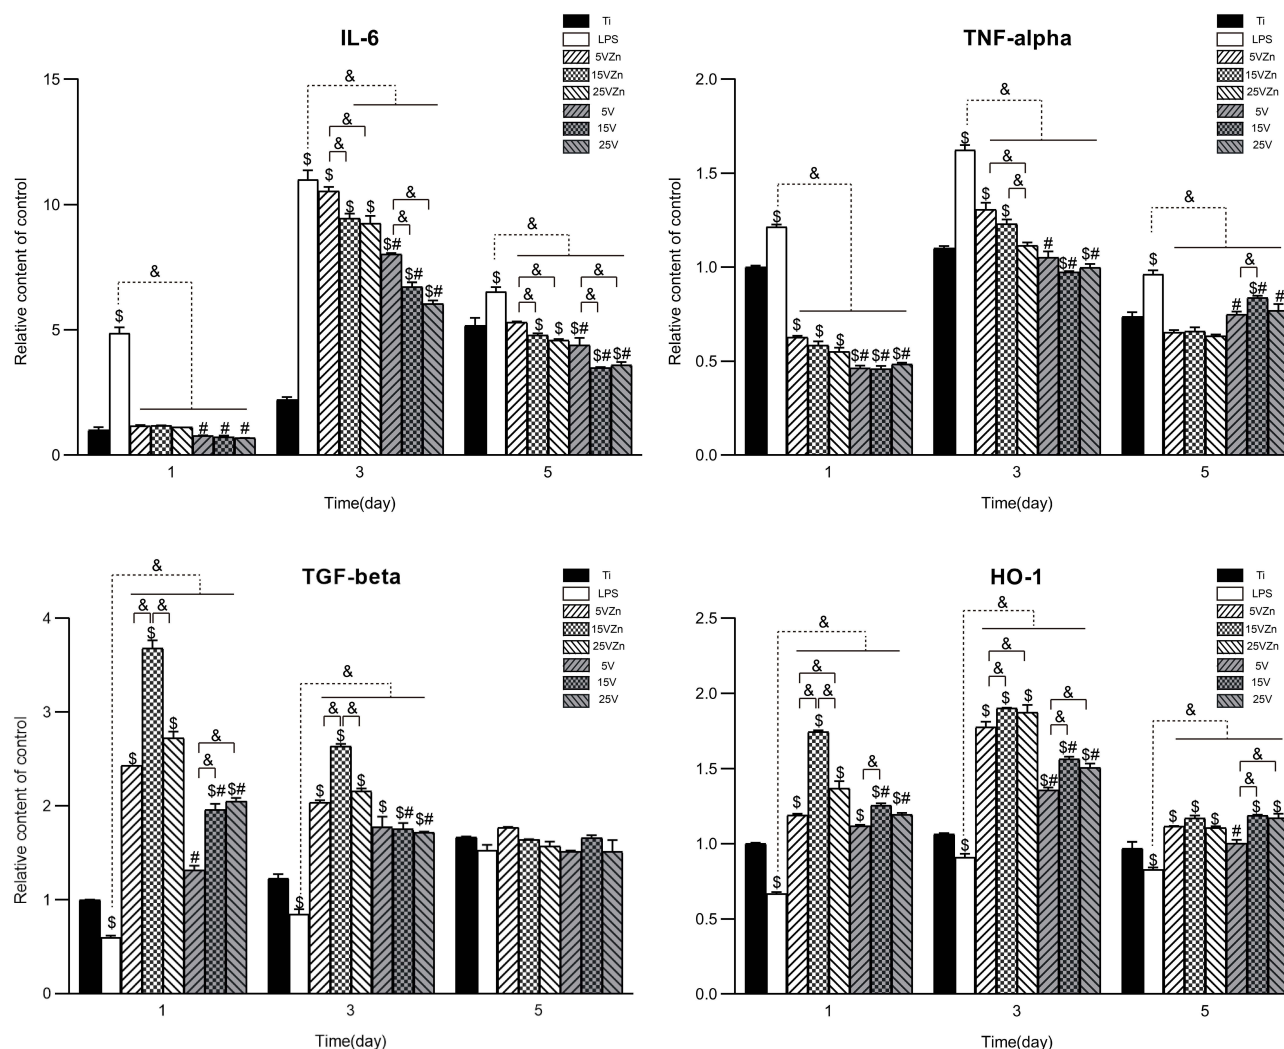 IL-6
Ti
LPS
5VZn
15VZn
25VZn
5V
15V
25V
Relative content of control
15
10
5
0
&
$
# # #
&
&
&
$
$
$
$
&
&
$#
$#
$#
&
$
&
&
$
$
&
&
$#
$#
$#
1
3
5
Time(day)
TNF-alpha
Ti
LPS
5VZn
15VZn
25VZn
5V
15V
25V
Relative content of control
2.0
1.5
1.0
0.5
0.0
&
$
$
$
$
$# $# $#
&
$
&
&
$
$
#
$#
$#
&
$
&
#
$#
#
1
3
5
Time(day)
TGF-beta
Ti
LPS
5VZn
15VZn
25VZn
5V
15V
25V
Relative content of control
4
3
2
1
0
&
& &
$
$
$
$
&
&
#
$#
$#
&
& &
$
$
$
$
$
$#
$#
1
3
5
Time(day)
HO-1
Ti
LPS
5VZn
15VZn
25VZn
5V
15V
25V
2.5
2.0
1.5
1.0
0.5
0.0
&
&
& &
$
$
$
$
&
$
$#
$#
&
&
&
$
$
$
$
&
&
$#
$#
$#
&
$
$
$
$
&
&
#
$
$
1
3
5
Time(day)